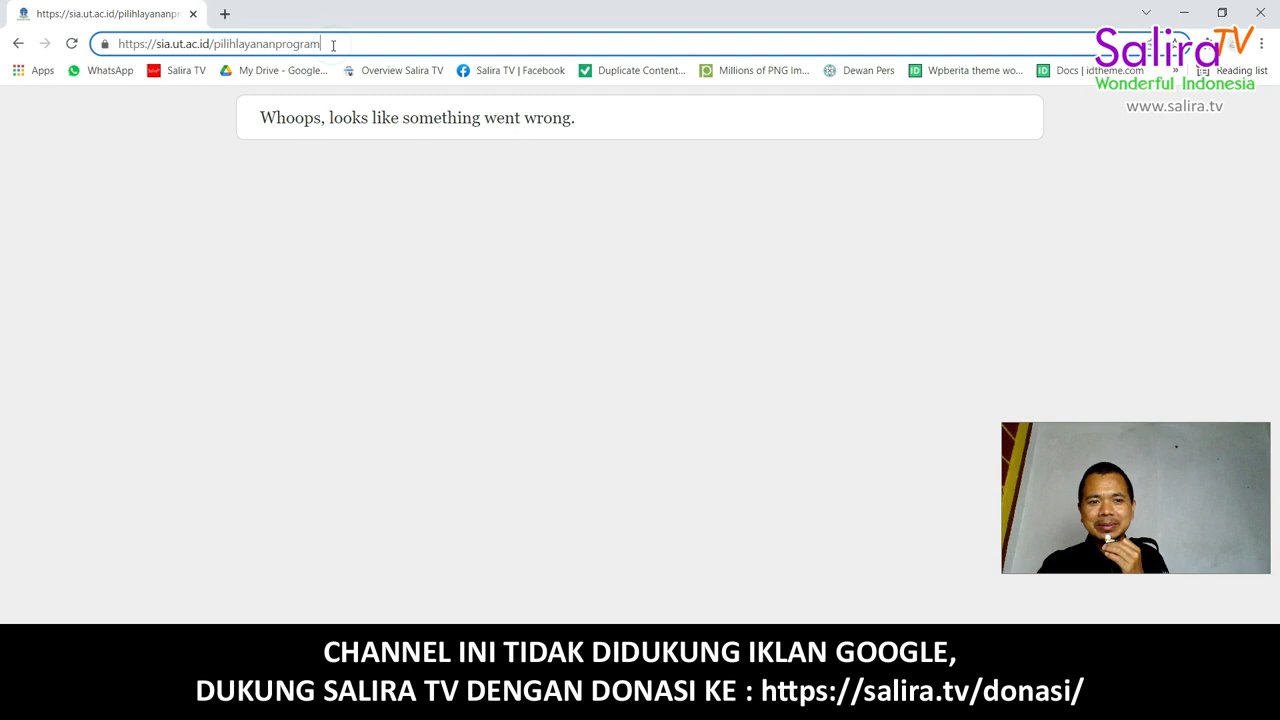 https://sia.ut.ac.id/pilihlayananpr
https://sia.ut.ac.id/pilihlayananprogram
Apps WhatsApp Salira TV My Drive - Google... Overview Salira TV Salira TV | Facebook Duplicate Content... Millions of PNG Im... Dewan Pers Wpberita theme wo... Docs | idtheme.com » Reading list
Salira TV
Wonderful Indonesia
www.salira.tv
Whoops, looks like something went wrong.
CHANNEL INI TIDAK DIDUKUNG IKLAN GOOGLE,
DUKUNG SALIRA TV DENGAN DONASI KE : https://salira.tv/donasi/